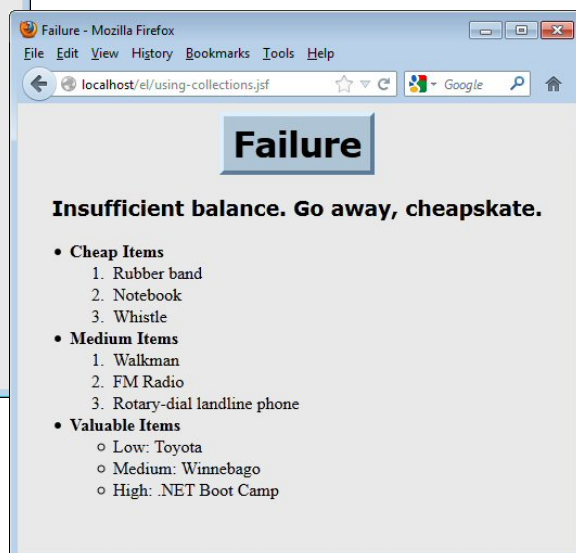 Failure - Mozilla Firefox
File Edit View History Bookmarks Tools Help
localhost/el/using-collections.jsf Google
Failure
Insufficient balance. Go away, cheapskate.
• Cheap Items
1. Rubber band
2. Notebook
3. Whistle
• Medium Items
1. Walkman
2. FM Radio
3. Rotary-dial landline phone
• Valuable Items
Low: Toyota
Medium: Winnebago
High: .NET Boot Camp